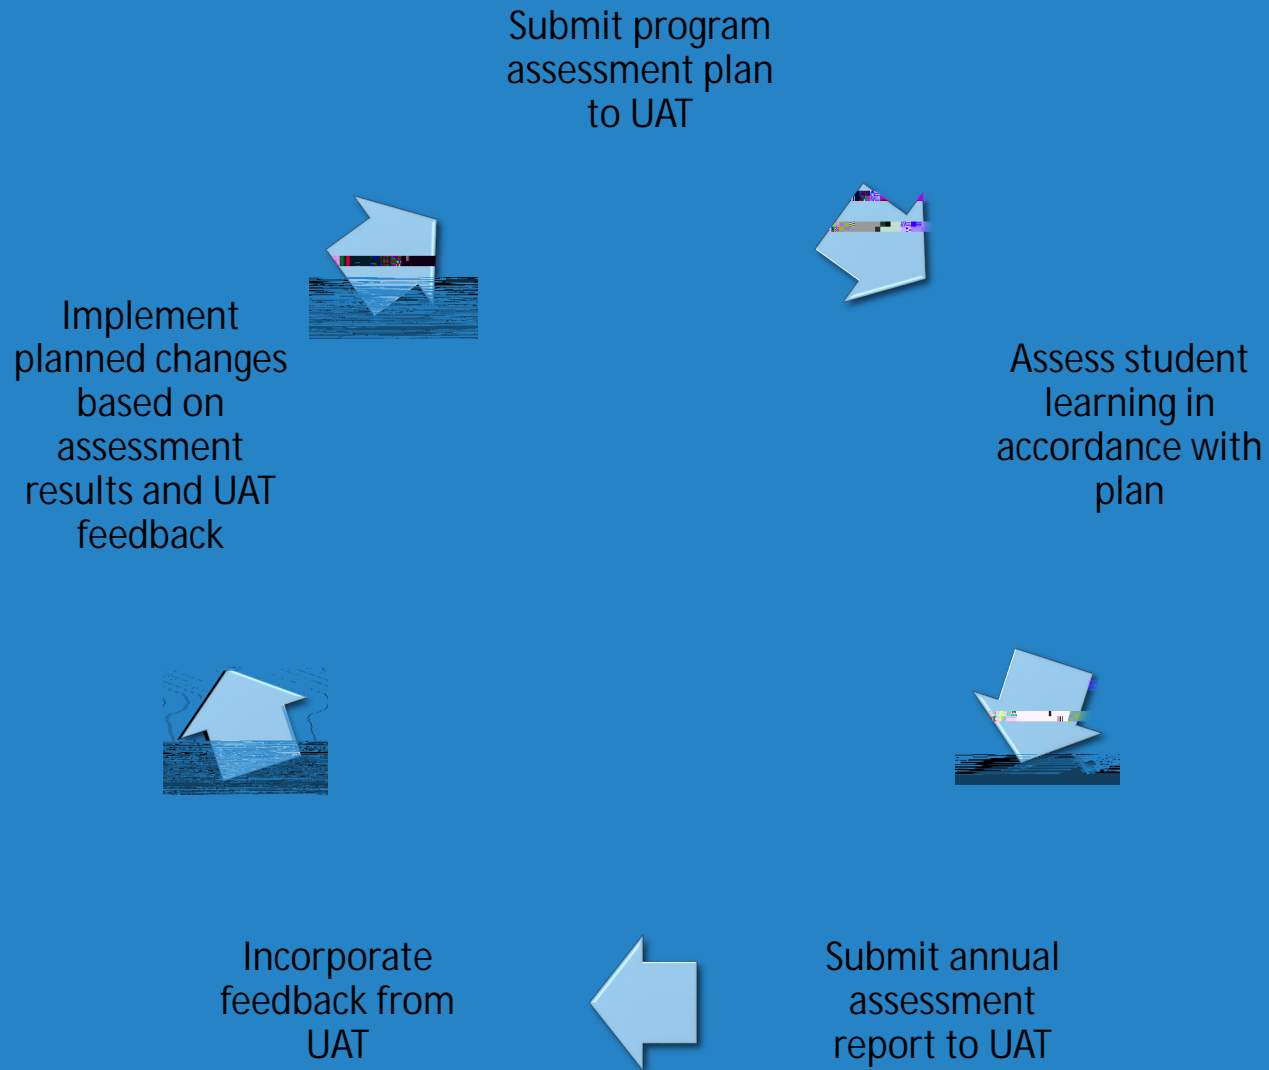 Submit program
assessment plan
to UAT
Implement
planned changes
based on
assessment
results and UAT
feedback
Assess student
learning in
accordance with
plan
Incorporate
feedback from
UAT
Submit annual
assessment
report to UAT